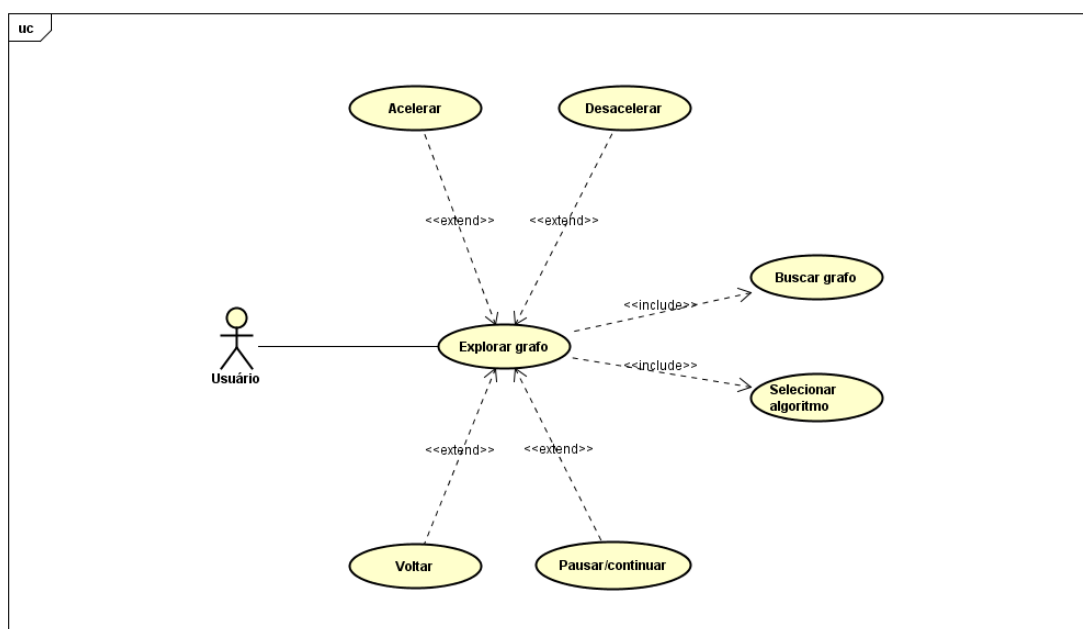 uc
Acelerar
Desacelerar
<<extend>>
<<extend>>
Buscar grafo
<<include>>
Explorar grafo
Usuário
<<include>>
Selecionar
algoritmo
<<extend>>
<<extend>>
Voltar
Pausar/continuar